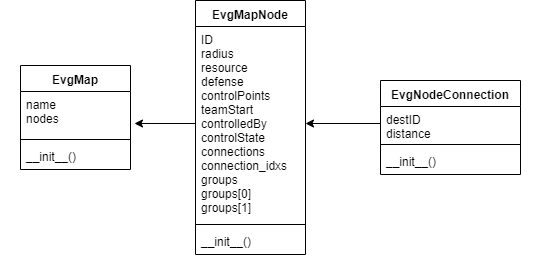 EvgMap
name
nodes
__init__()
EvgMapNode
ID
radius
resource
defense
controlPoints
teamStart
controlledBy
controlState
connections
connection_idxs
groups
groups[0]
groups[1]
__init__()
EvgNodeConnection
destID
distance
__init__()